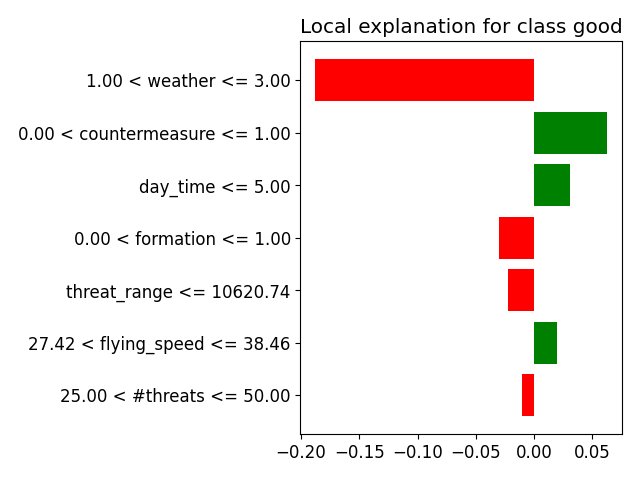 Local explanation for class good
1.00 < weather <= 3.00
0.00 < countermeasure <= 1.00
day_time <= 5.00
0.00 < formation <= 1.00
threat_range <= 10620.74
27.42 < flying_speed <= 38.46
25.00 < #threats <= 50.00
−0.20 −0.15 −0.10 −0.05 0.00 0.05